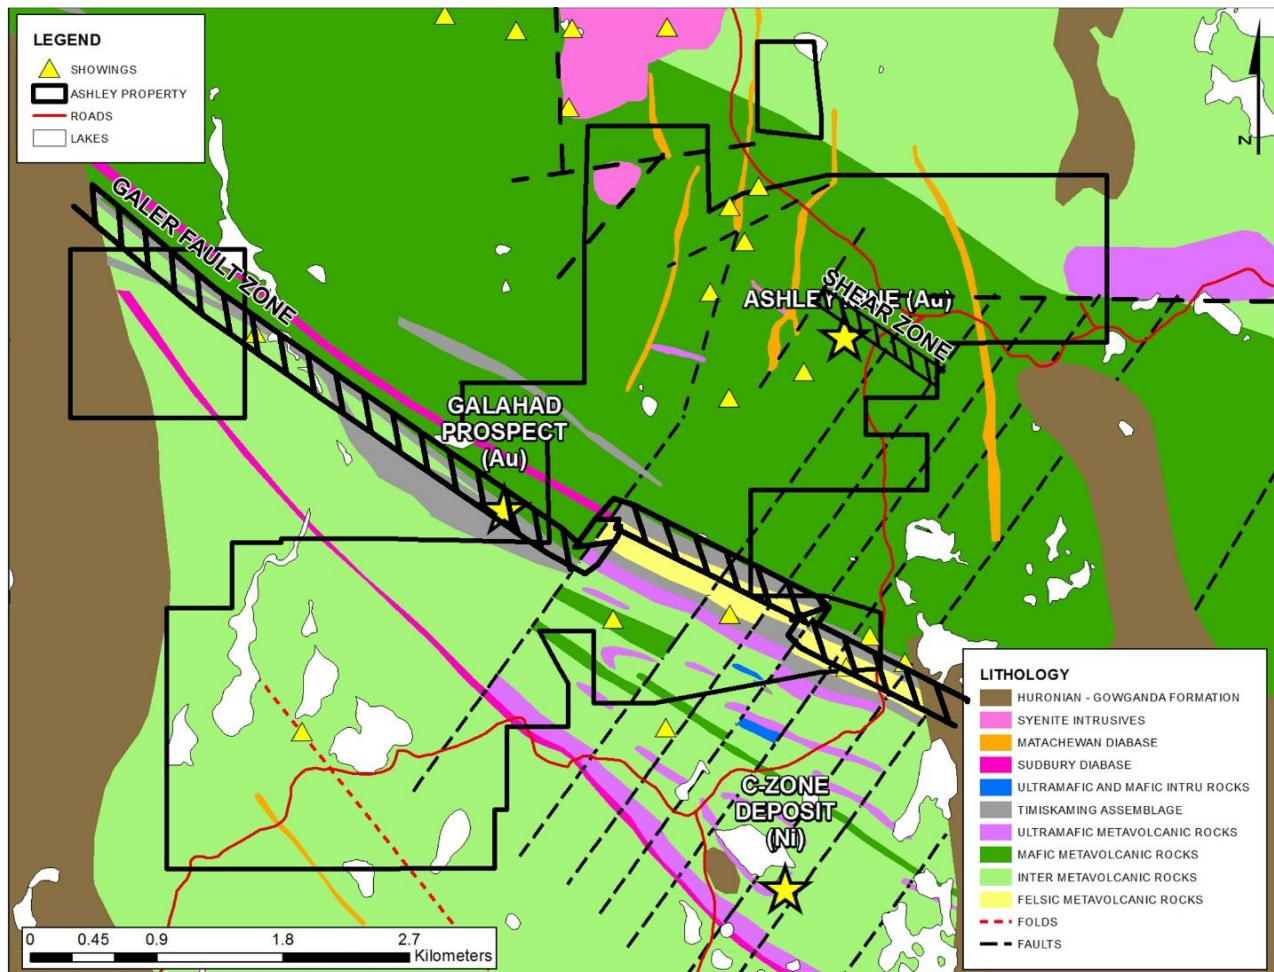 LEGEND
SHOWINGS
ASHLEY PROPERTY
ROADS
LAKES
N
GALER FAULT ZONE
ASHLEY MINE (Au)
SHEAR ZONE
GALAHAD
PROSPECT
(Au)
C-ZONE
DEPOSIT
(Ni)
LITHOLOGY
HURONIAN - GOWGANDA FORMATION
SYENITE INTRUSIVES
MATACHEWAN DIABASE
SUDBURY DIABASE
ULTRAMAFIC AND MAFIC INTRU ROCKS
TIMISKAMING ASSEMBLAGE
ULTRAMAFIC METAVOLCANIC ROCKS
MAFIC METAVOLCANIC ROCKS
INTER METAVOLCANIC ROCKS
FELSIC METAVOLCANIC ROCKS
FOLDS
FAULTS
0 0.45 0.9 1.8 2.7
Kilometers